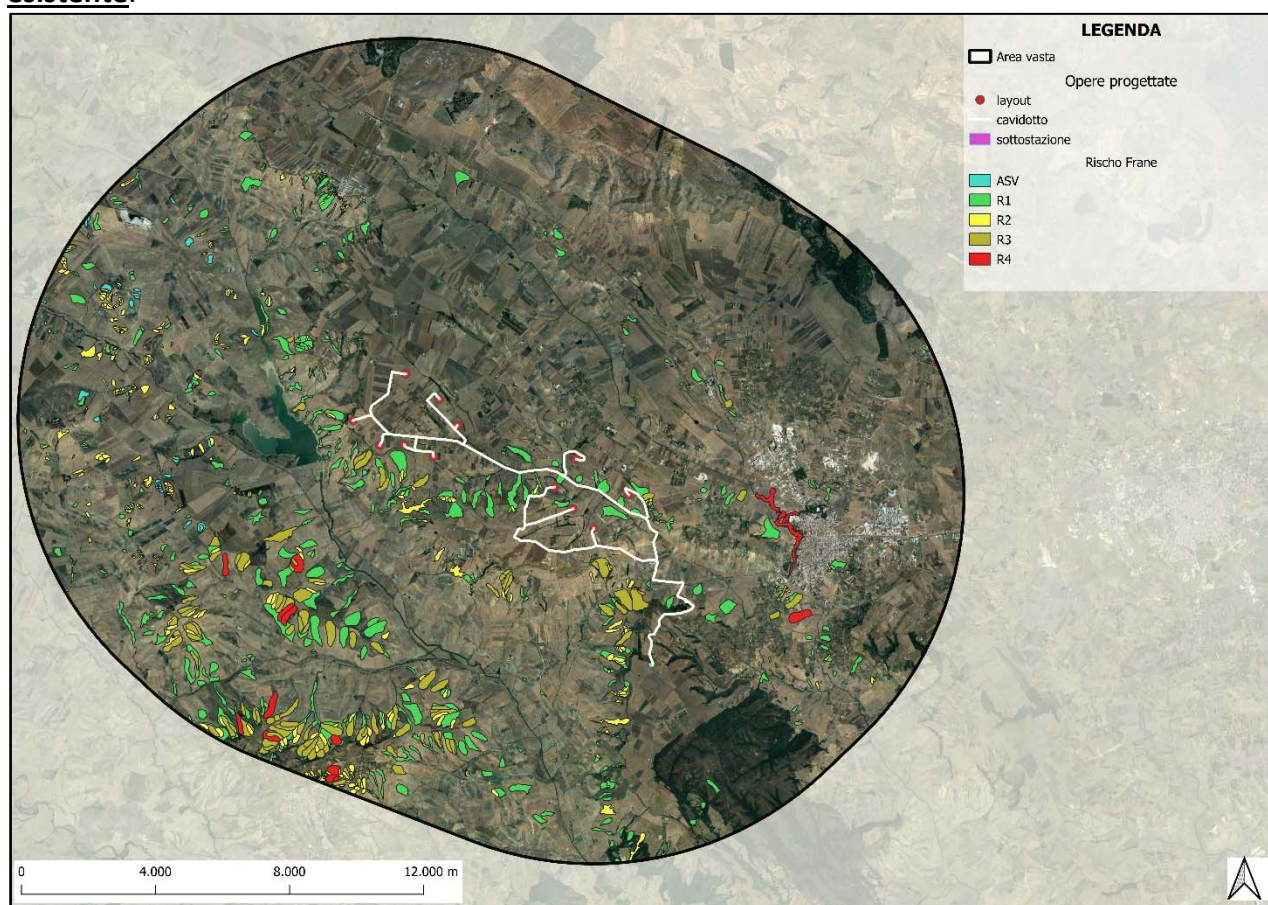 esistente.
LEGENDA
Area vasta
Opere progettate
layout
cavidotto
sottostazione
Rischo Frane
ASV
R1
R2
R3
R4
0 4.000 8.000 12.000 m